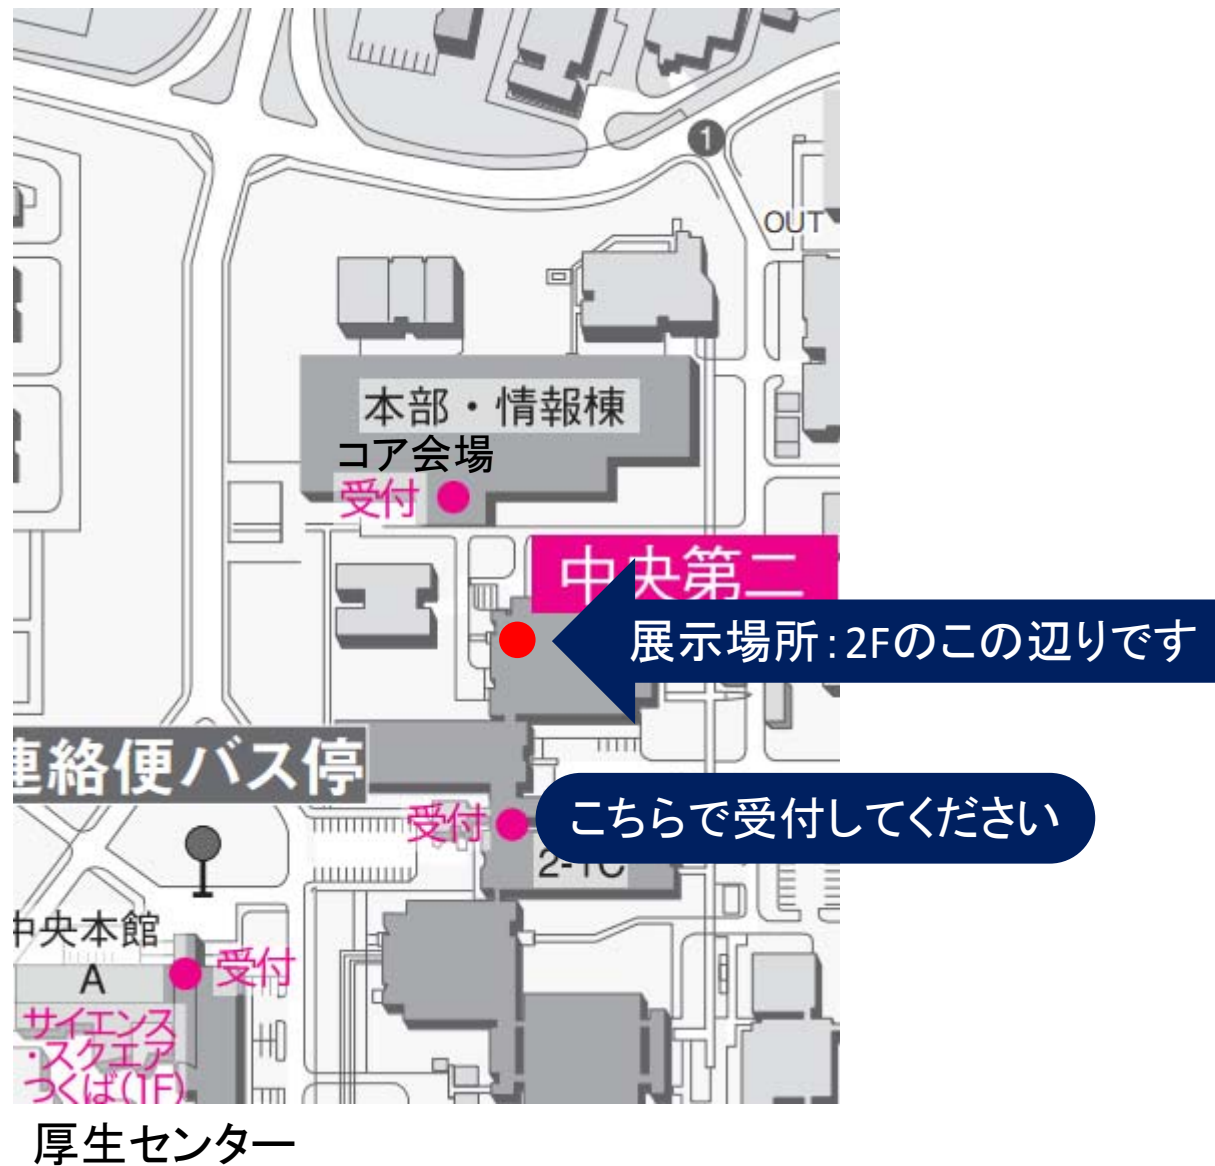 1
OUT
本部・情報棟
コア会場
受付
中央第二
展示場所：2Fのこの辺りです
連絡便バス停
受付
こちらで受付してください
2-1C
中央本館
A
受付
サイエンス
・スクエア
つくば(1F)
厚生センター